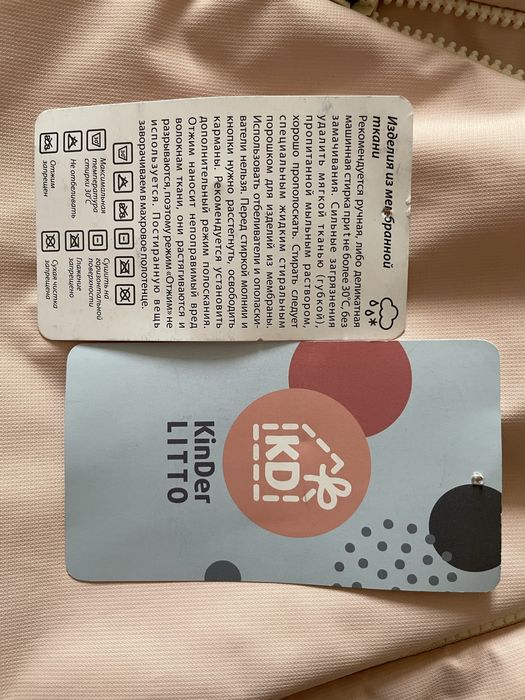 Изделия из мембранной
ткани
Рекомендуется ручная, либо деликатная
машинная стирка при t не более 30°С, без
замачивания. Сильные загрязнения
удалить мягкой тканью (губкой),
пропитанной мыльным раствором,
хорошо прополоскать. Стирать следует
специальным жидким стиральным
порошком для изделий из мембраны.
Использовать отбеливатели и ополаски-
ватели нельзя. Перед стиркой молнии и
кнопки нужно расстегнуть, освободить
карманы. Рекомендуется установить
дополнительный режим полоскания.
Отжим наносит непоправимый вред
волокнам ткани, они растягиваются и
разрываются, поэтому режим «Отжим» не
используется. Постиранную вещь
заворачиваем в махровое полотенце.
Максимальная
температура
стирки 30°С
Не отбеливать
Отжим
запрещен
Сушить на
горизонтальной
поверхности
Глажение
запрещено
Сухая чистка
запрещена
KD
KinDer
LITTO